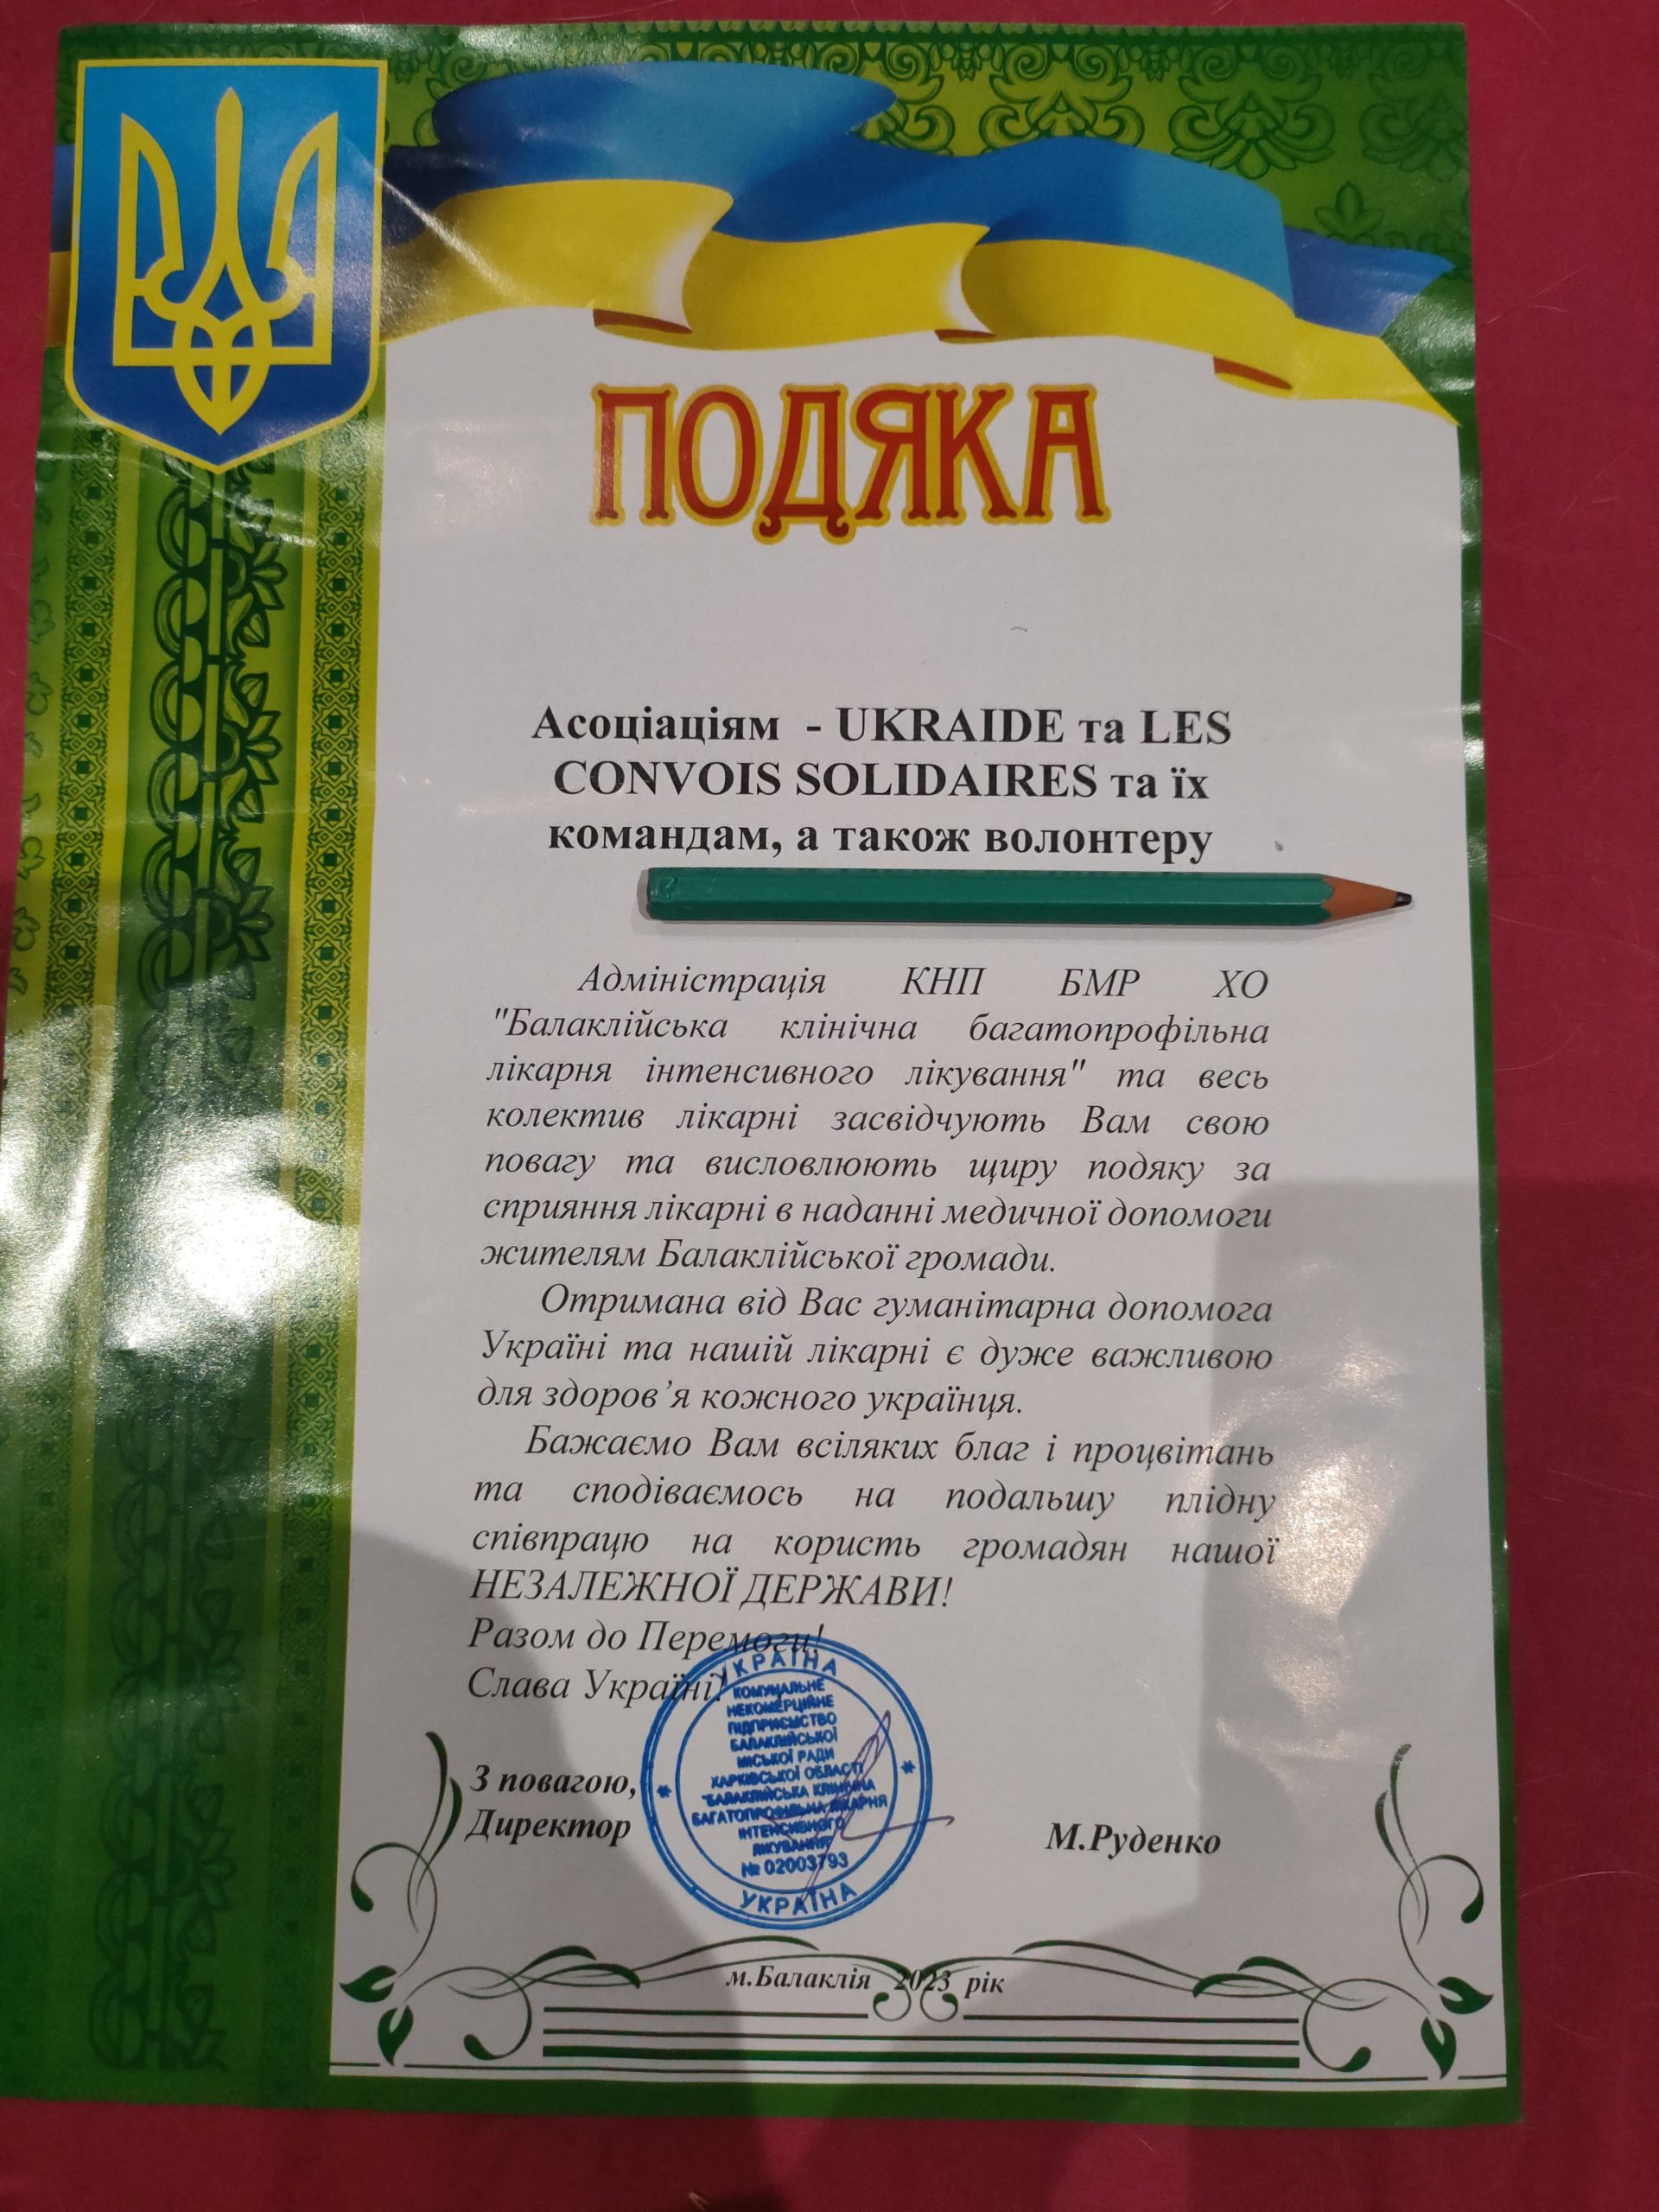 ПОДЯКА
Асоціаціям - UKRAIDE та LES
CONVOIS SOLIDAIRES та їх
командам, а також волонтеру
Адміністрація КНП БМР ХО
"Балаклійська клінічна багатопрофільна
лікарня інтенсивного лікування" та весь
колектив лікарні засвідчують Вам свою
повагу та висловлюють щиру подяку за
сприяння лікарні в наданні медичної допомоги
жителям Балаклійської громади.
Отримана від Вас гуманітарна допомога
Україні та нашій лікарні є дуже важливою
для здоров’я кожного українця.
Бажаємо Вам всіляких благ і процвітань
та сподіваємось на подальшу плідну
співпрацю на користь громадян нашої
НЕЗАЛЕЖНОЇ ДЕРЖАВИ!
Разом до Перемоги!
Слава Україні!
З повагою,
Директор
М.Руденко
УКРАЇНА
КОМУНАЛЬНЕ
НЕКОМЕРЦІЙНЕ
ПІДПРИЄМСТВО
БАЛАКЛІЙСЬКОЇ
МІСЬКОЇ РАДИ
ХАРКІВСЬКОЇ ОБЛАСТІ
"БАЛАКЛІЙСЬКА КЛІНІЧНА
БАГАТОПРОФІЛЬНА ЛІКАРНЯ
ІНТЕНСИВНОГО
ЛІКУВАННЯ"
№ 02003793
УКРАЇНА
м.Балаклія 2023 рік